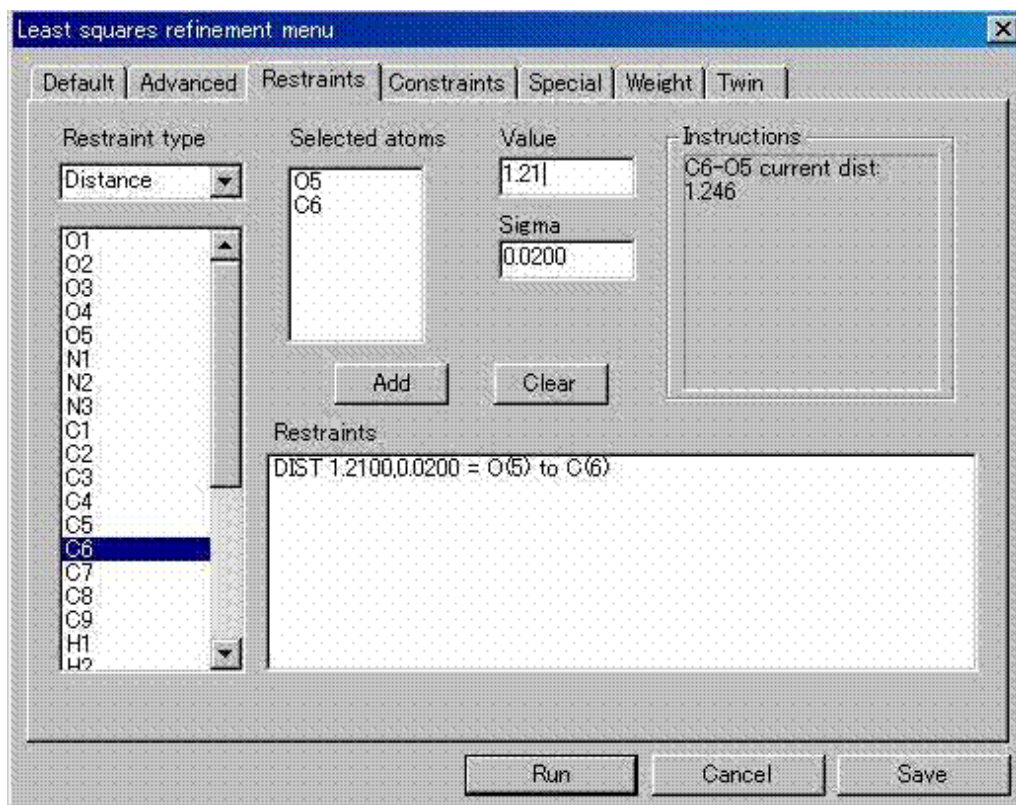 Least squares refinement menu
Default Advanced Restraints Constraints Special Weight Twin
Restraint type
Distance
O1
O2
O3
O4
O5
N1
N2
N3
C1
C2
C3
C4
C5
C6
C7
C8
C9
H1
H2
Selected atoms
O5
C6
Value
1.21
Sigma
0.0200
Instructions
C6-O5 current dist:
1.246
Add Clear
Restraints
DIST 1.2100,0.0200 = O(5) to C(6)
Run Cancel Save